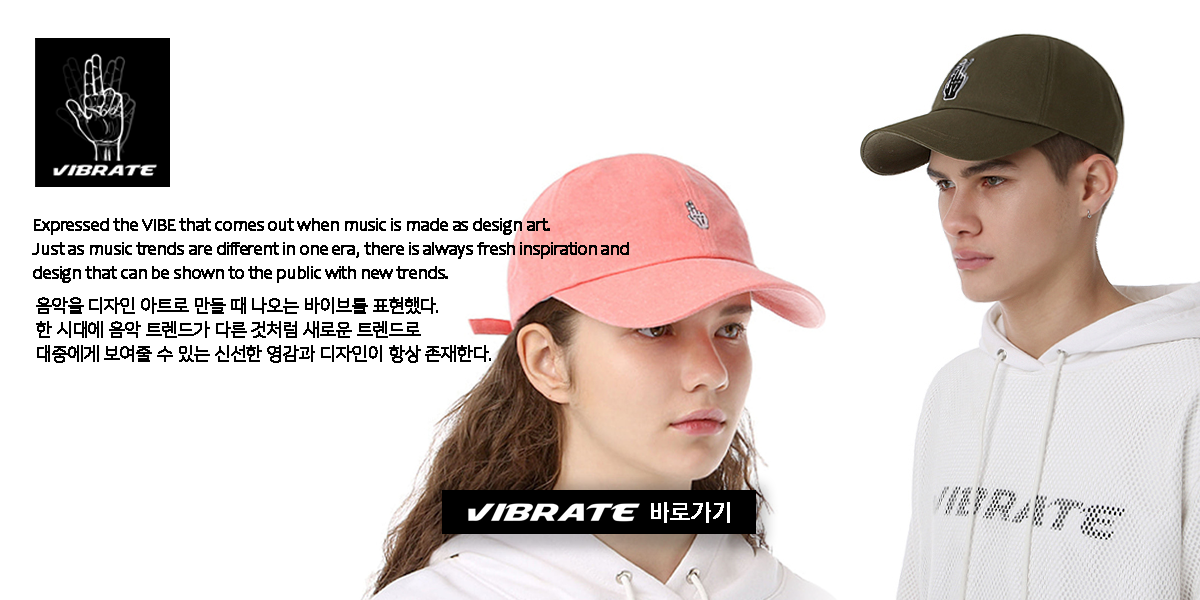 VIBRATE
Expressed the VIBE that comes out when music is made as design art.
Just as music trends are different in one era, there is always fresh inspiration and
design that can be shown to the public with new trends.
음악을 디자인 아트로 만들 때 나오는 바이브를 표현했다.
한 시대에 음악 트렌드가 다른 것처럼 새로운 트렌드로
대중에게 보여줄 수 있는 신선한 영감과 디자인이 항상 존재한다.
VIBRATE
VIBRATE 바로가기